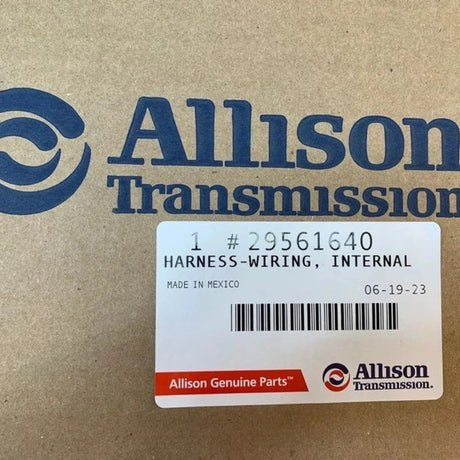 Allison
Transmission
1 #29561640
HARNESS-WIRING, INTERNAL
MADE IN MEXICO 06-19-23
Allison Genuine Parts™ Allison
Transmission.